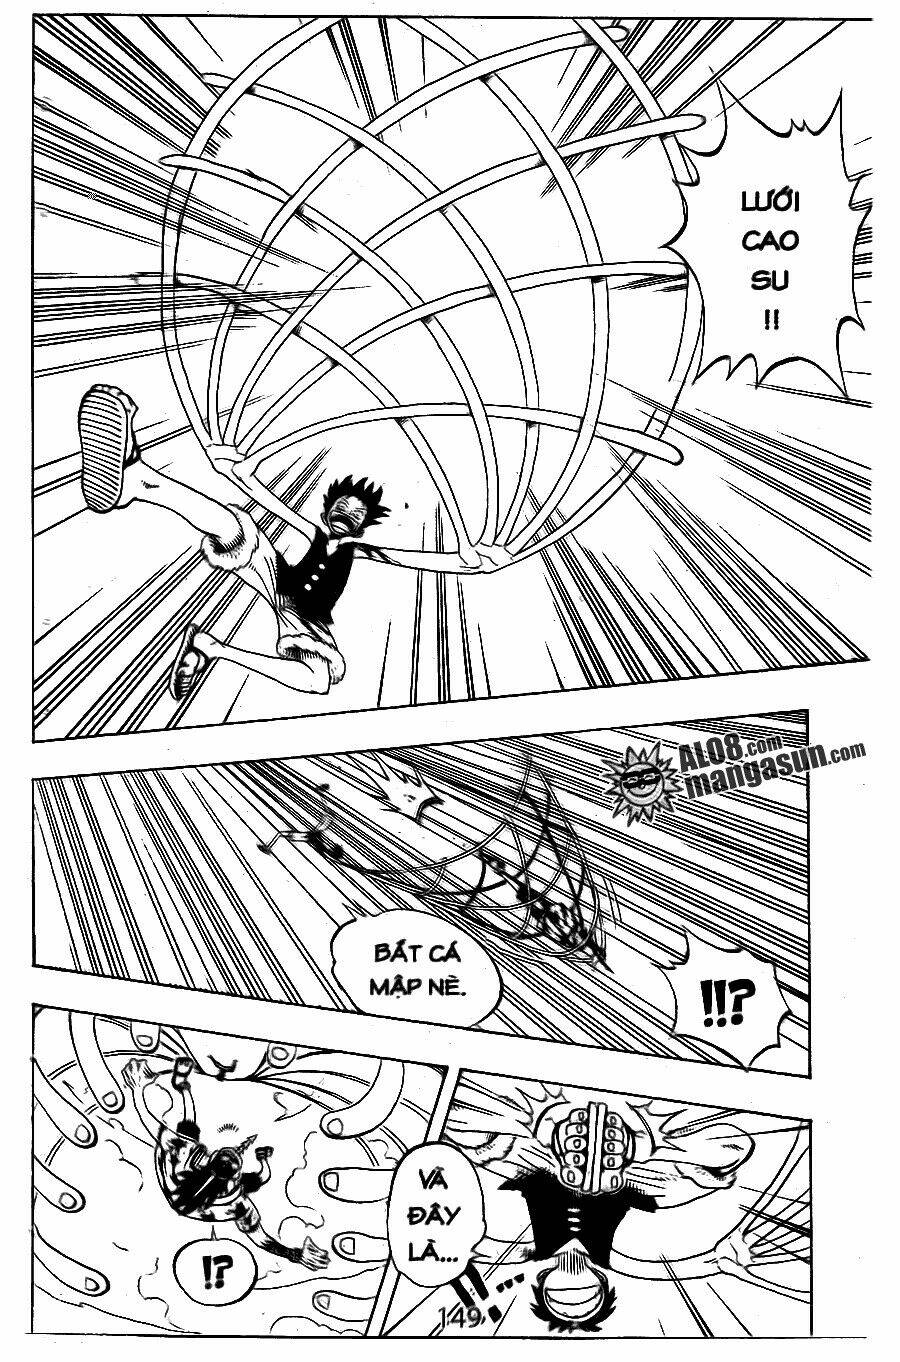 LƯỚI
CAO
SU
!!
AL08.com
mangasun.com
BẮT CÁ
MẬP NÈ.
!!?
!?
VÀ
ĐÂY
LÀ...
149